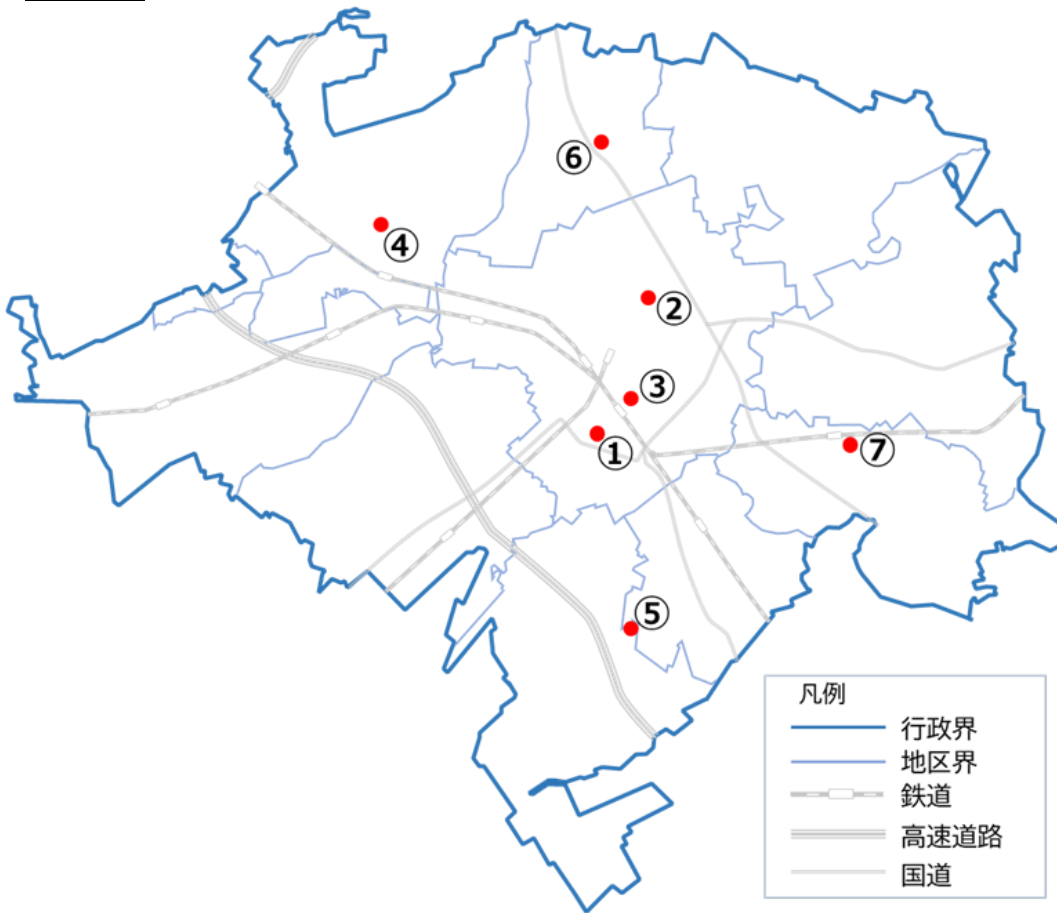 ⑥
④
②
③
①
⑦
⑤
凡例
行政界
地区界
鉄道
高速道路
国道